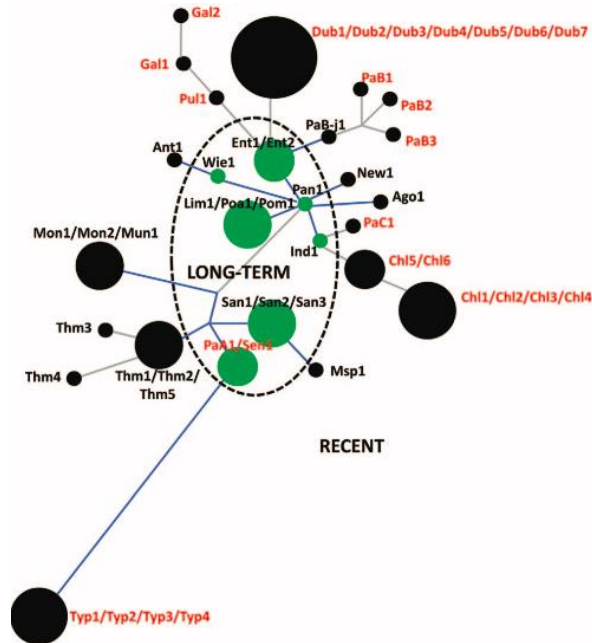 Gal2
Dub1/Dub2/Dub3/Dub4/Dub5/Dub6/Dub7
Gal1
PaB1
Pul1
PaB2
PaB-j1
PaB3
Ent1/Ent2
Ant1
Wie1
New1
Pan1
Ago1
Lim1/Poa1/Pom1
PaC1
Mon1/Mon2/Mun1
Ind1
Chl5/Chl6
LONG-TERM
Chl1/Chl2/Chl3/Chl4
San1/San2/San3
Thm3
PaA1/Sen1
Thm4
Thm1/Thm2/
Thm5
Msp1
RECENT
Typ1/Typ2/Typ3/Typ4